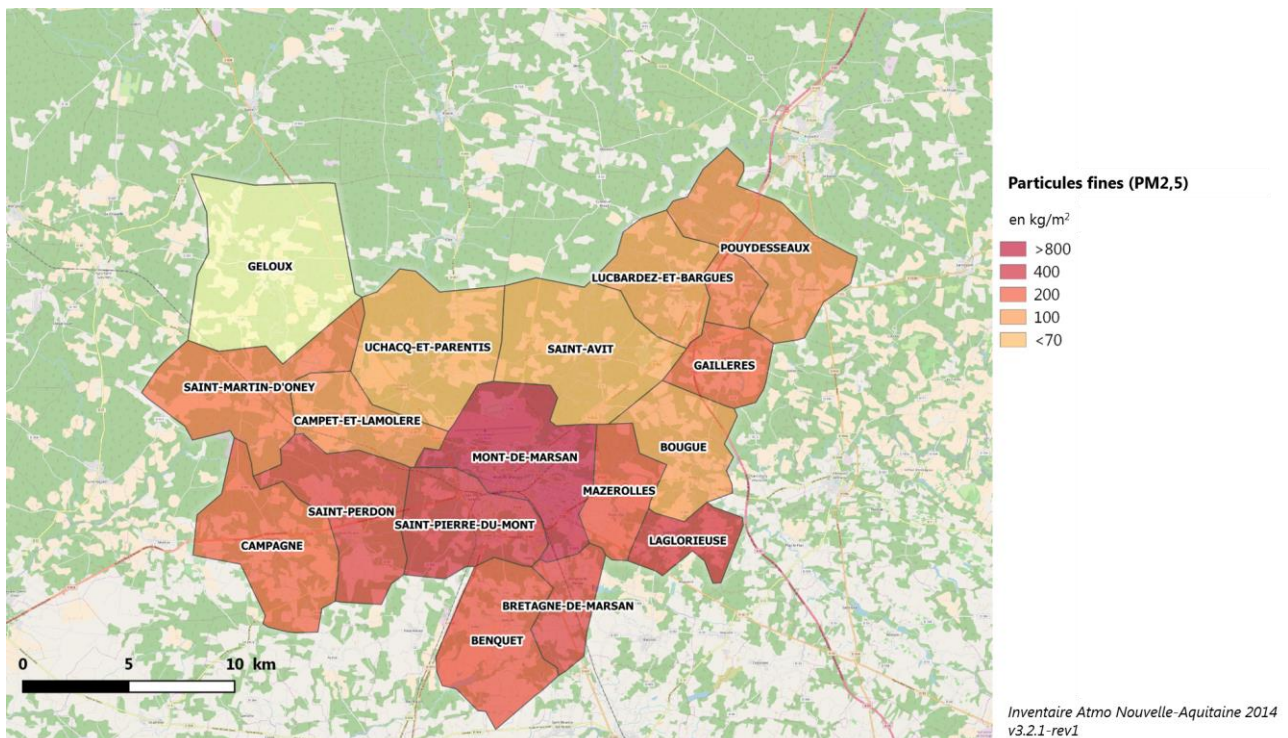 GELOUX
POUYDESSEAUX
LUCBARDEZ-ET-BARGUES
UCHACQ-ET-PARENTIS
SAINT-AVIT
GAILLERES
SAINT-MARTIN-D'ONEY
CAMPET-ET-LAMOLERE
BOUGUE
MONT-DE-MARSAN
MAZEROLLES
SAINT-PERDON
SAINT-PIERRE-DU-MONT
CAMPAGNE
LAGLORIEUSE
BRETAGNE-DE-MARSAN
BENQUET
0 5 10 km
Particules fines (PM2,5)
en kg/m²
>800
400
200
100
<70
Inventaire Atmo Nouvelle-Aquitaine 2014
v3.2.1-rev1